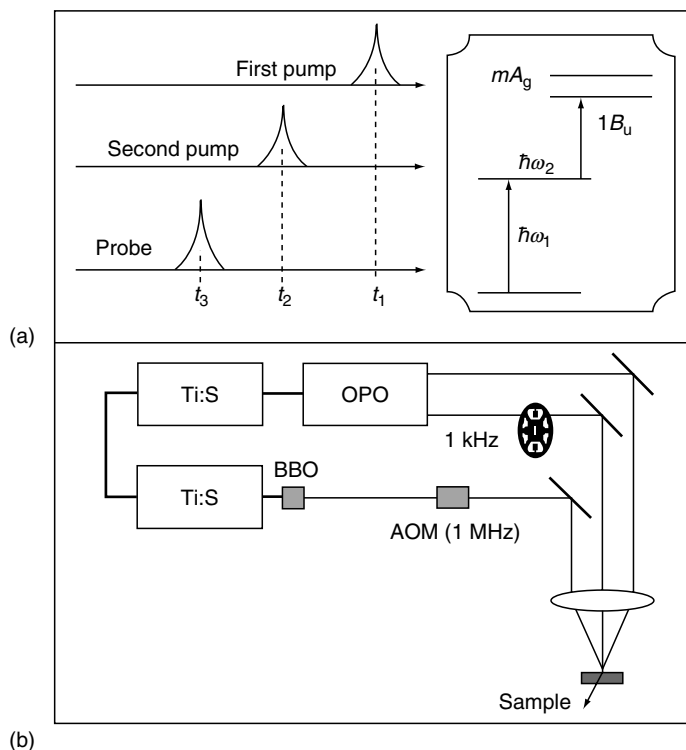 First pump
Second pump
Probe
t3 t2 t1
mAg
1Bu
ħω2
ħω1
(a)
Ti:S OPO
1 kHz
Ti:S BBO
AOM (1 MHz)
Sample
(b)